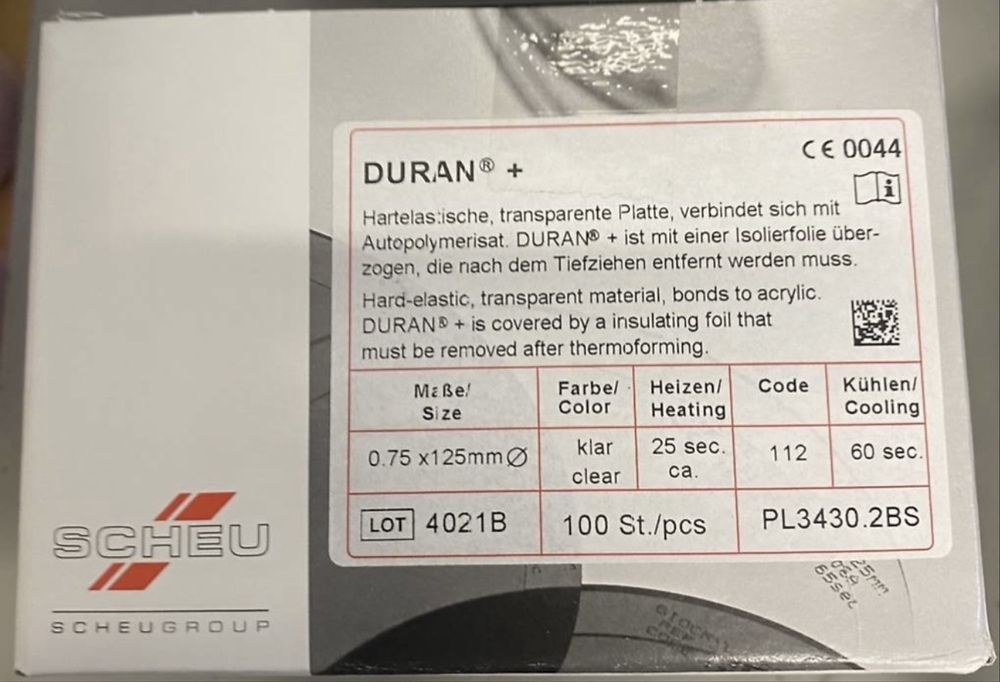 CE 0044
DURAN® +
Hartelastische, transparente Platte, verbindet sich mit
Autopolymerisat. DURAN® + ist mit einer Isolierfolie über-
zogen, die nach dem Tiefziehen entfernt werden muss.
Hard-elastic, transparent material, bonds to acrylic.
DURAN® + is covered by a insulating foil that
must be removed after thermoforming.
Maße/ Farbe/ Heizen/ Code Kühlen/
Size Color Heating Cooling
0.75 x125mm Ø klar 25 sec. 112 60 sec.
clear ca.
LOT 4021B 100 St./pcs PL3430.2BS
SCHEU
SCHEUGROUP
25mm
65sec